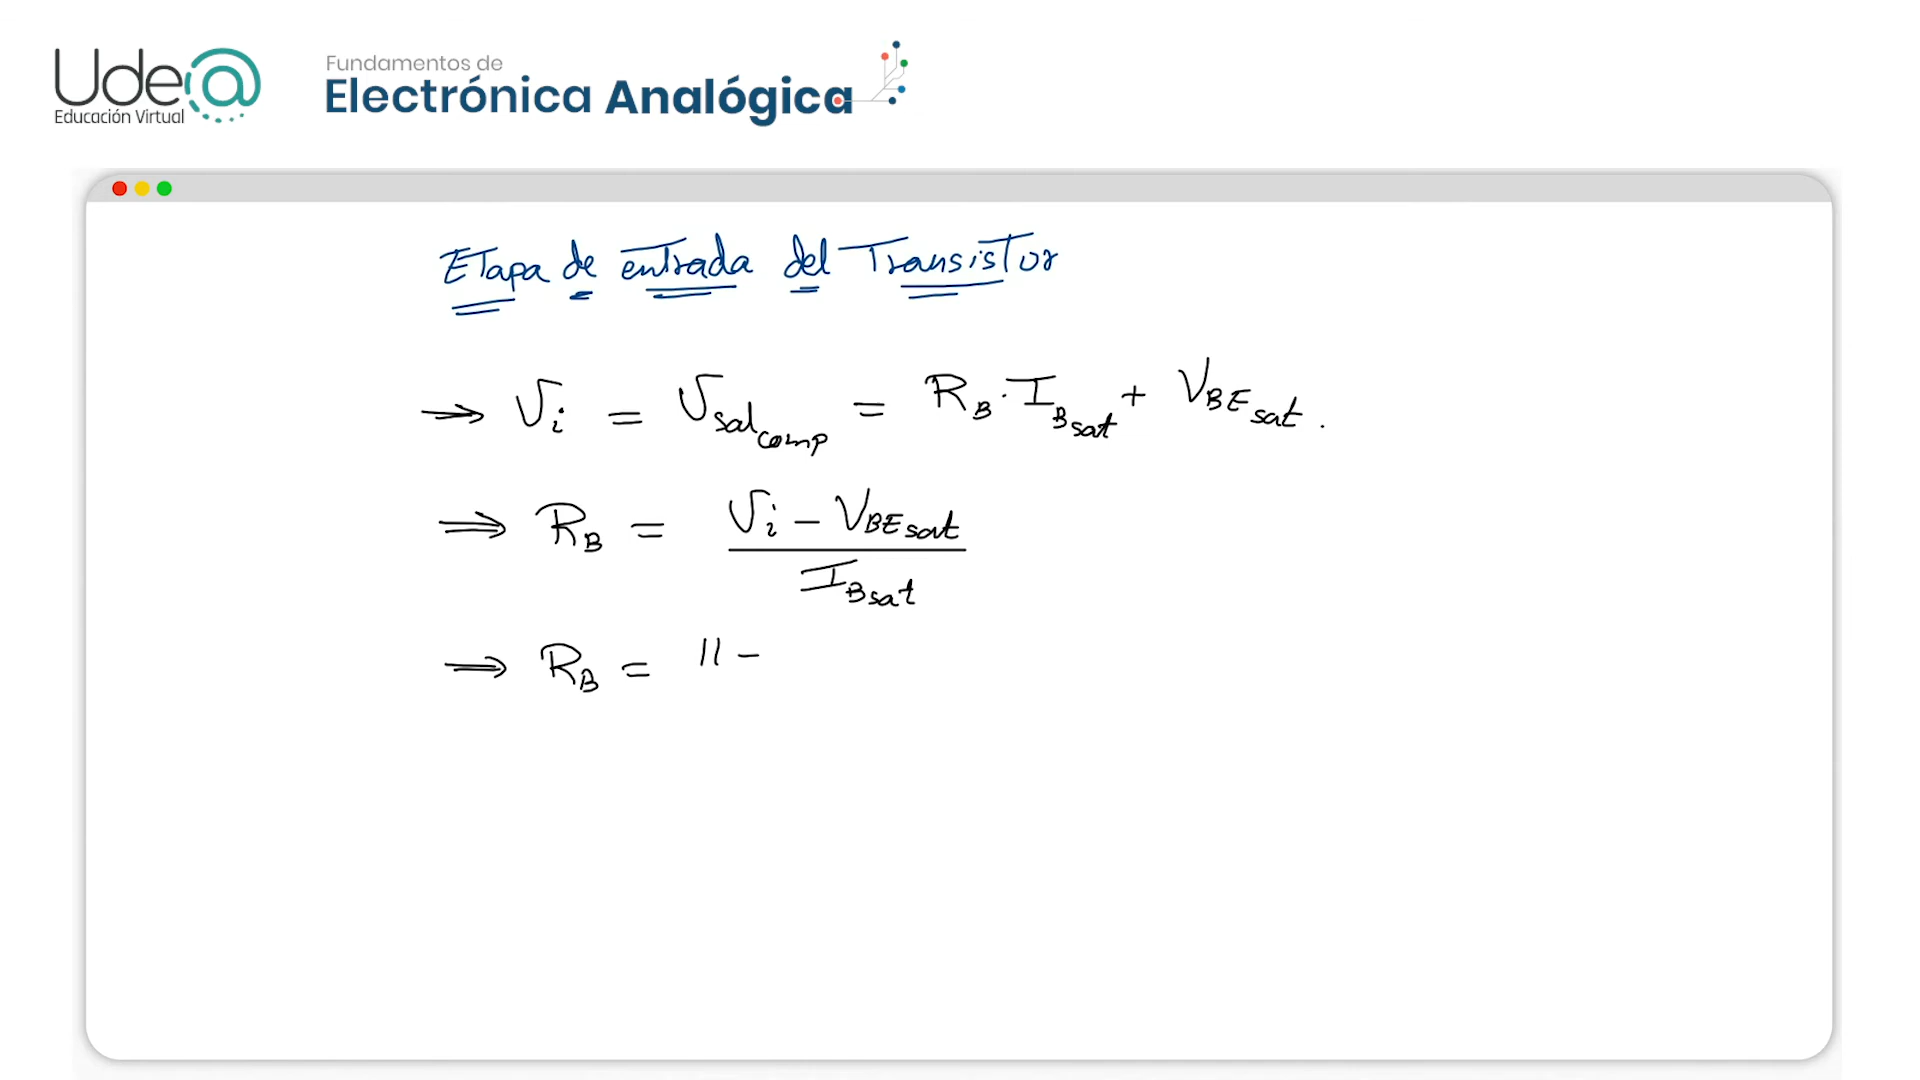 Ude@
Educación Virtual
Fundamentos de
Electrónica Analógica
Etapa de entrada del Transistor
→ Vi = Vsalcomp = RB · IBsat + VBEsat.
⇒ RB = Vi - VBEsat
IBsat
⇒ RB = 11 -